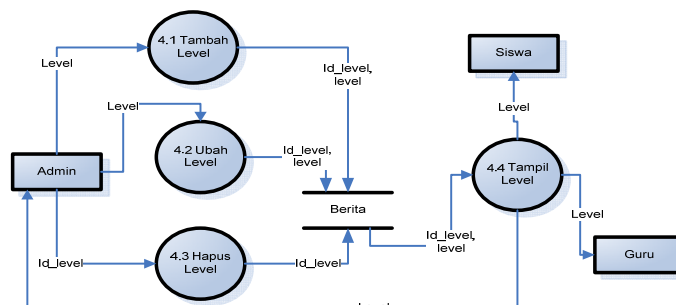 4.1 Tambah
Level
Siswa
Level
Id_level,
level
Level
Level
4.2 Ubah
Level
Id_level,
level
Admin
4.4 Tampil
Level
Berita
Level
Id_level,
level
Guru
4.3 Hapus
Level
Id_level
Id_level